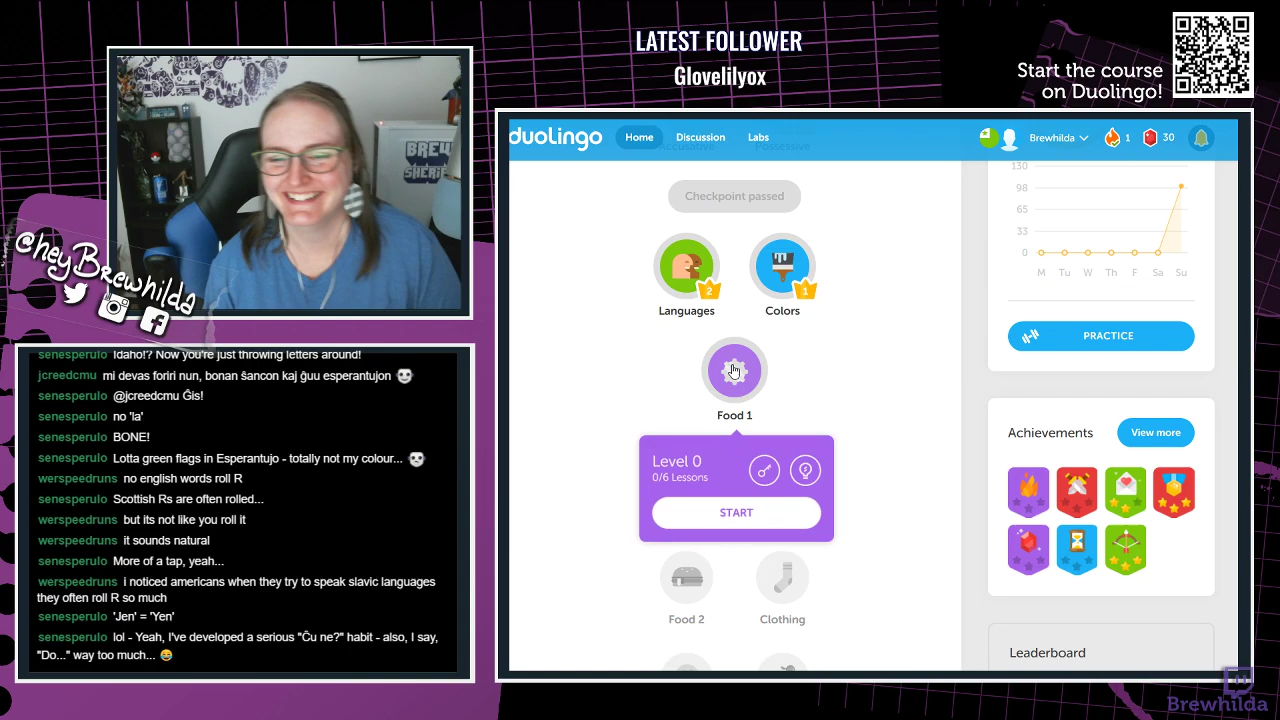 LATEST FOLLOWER
Glovelilyox
Start the course
on Duolingo!
BREW
SHERIF
@heyBrewhilda
senesperulo Idaho!? Now you're just throwing letters around!
jcreedcmu mi devas foriri nun, bonan ŝancon kaj ĝuu esperantujon
senesperulo @jcreedcmu Ĝis!
senesperulo no 'la'
senesperulo BONE!
senesperulo Lotta green flags in Esperantujo - totally not my colour...
werspeedruns no english words roll R
senesperulo Scottish Rs are often rolled...
werspeedruns but its not like you roll it
werspeedruns it sounds natural
senesperulo More of a tap, yeah...
werspeedruns i noticed americans when they try to speak slavic languages
they often roll R so much
senesperulo 'Jen' = 'Yen'
senesperulo lol - Yeah, I've developed a serious "Ĉu ne?" habit - also, I say,
"Do..." way too much...
duolingo Home Discussion Labs Brewhilda 1 30
Accusative Possessive
Checkpoint passed
2 1
Languages Colors
Food 1
Level 0
0/6 Lessons
START
Food 2 Clothing
130
98
65
33
0
M Tu W Th F Sa Su
PRACTICE
Achievements View more
Leaderboard
Brewhilda